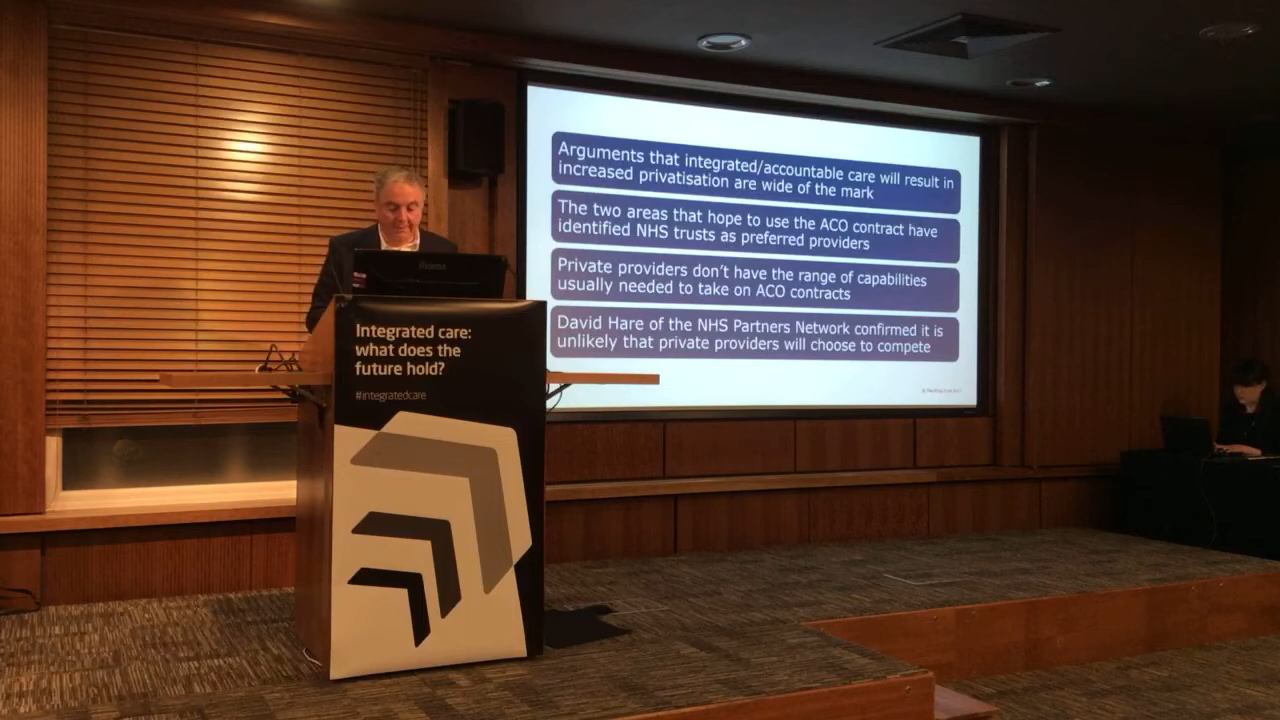 Arguments that integrated/accountable care will result in
increased privatisation are wide of the mark
The two areas that hope to use the ACO contract have
identified NHS trusts as preferred providers
Private providers don't have the range of capabilities
usually needed to take on ACO contracts
David Hare of the NHS Partners Network confirmed it is
unlikely that private providers will choose to compete
Integrated care:
what does the
future hold?
#integratedcare